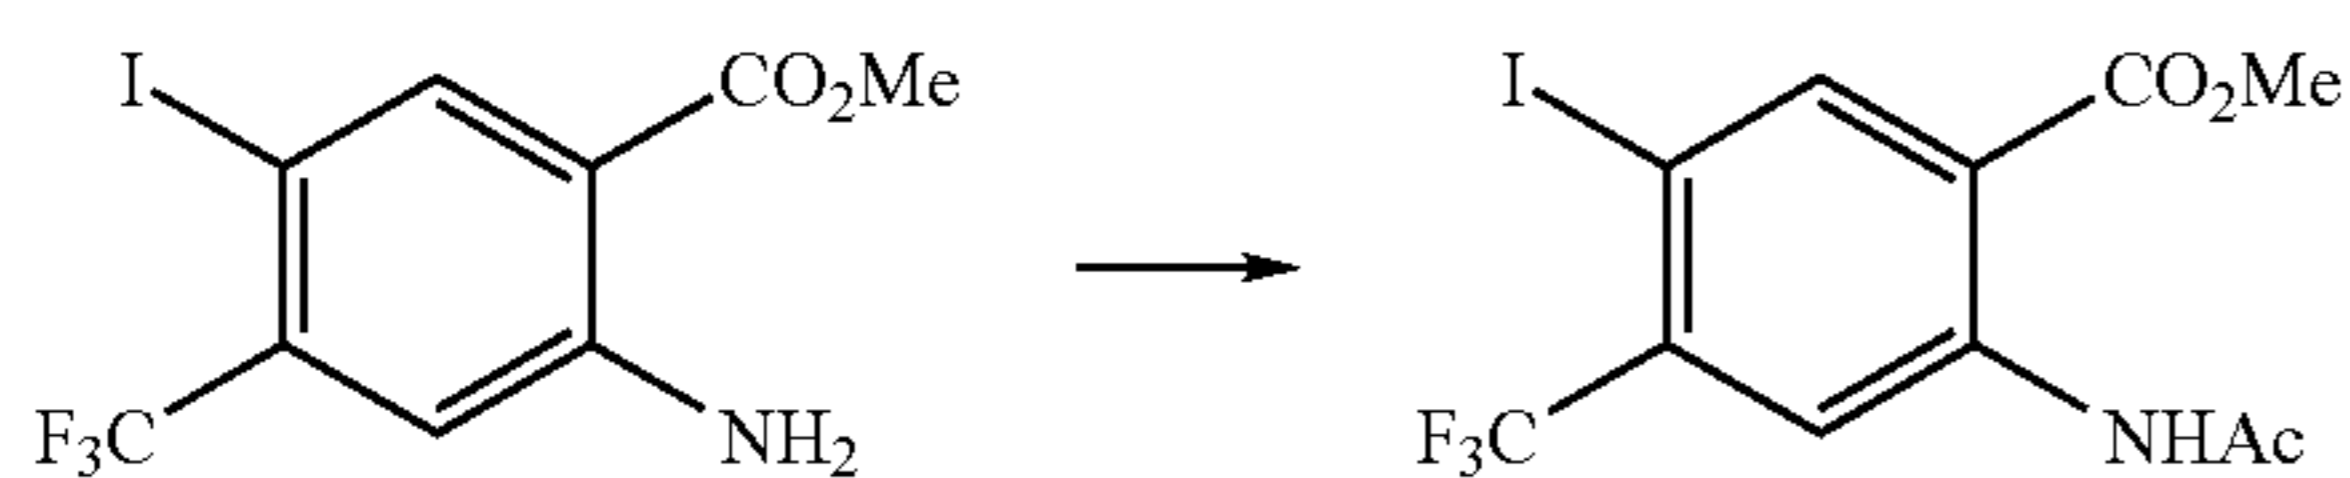 I CO₂Me I CO₂Me
F₃C NH₂ F₃C NHAc